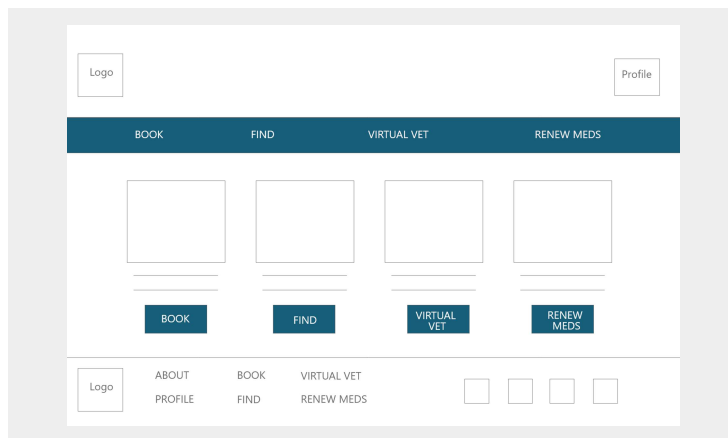 Logo
Profile
BOOK FIND VIRTUAL VET RENEW MEDS
BOOK
FIND
VIRTUAL
VET
RENEW
MEDS
Logo
ABOUT BOOK VIRTUAL VET
PROFILE FIND RENEW MEDS